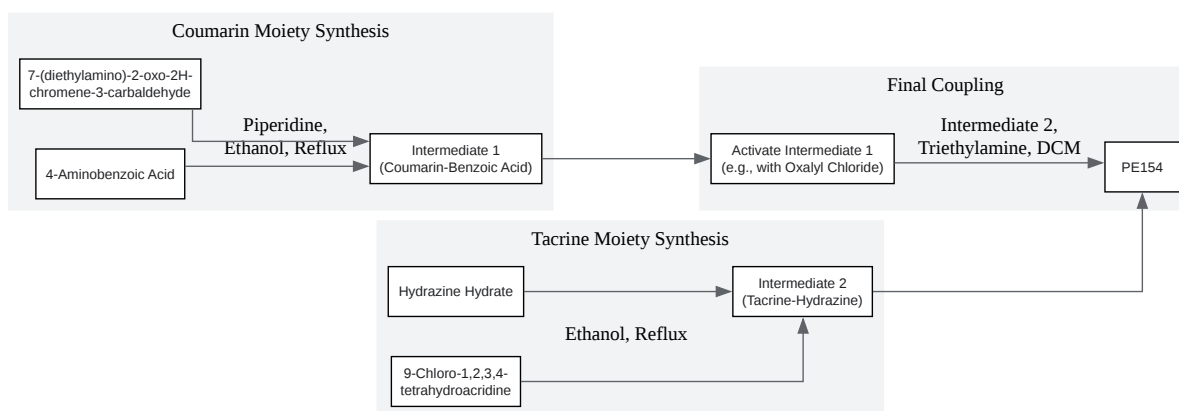 Coumarin Moiety Synthesis
7-(diethylamino)-2-oxo-2H-
chromene-3-carbaldehyde
4-Aminobenzoic Acid
Piperidine,
Ethanol, Reflux
Intermediate 1
(Coumarin-Benzoic Acid)
Final Coupling
Activate Intermediate 1
(e.g., with Oxalyl Chloride)
Intermediate 2,
Triethylamine, DCM
PE154
Tacrine Moiety Synthesis
Hydrazine Hydrate
Intermediate 2
(Tacrine-Hydrazine)
Ethanol, Reflux
9-Chloro-1,2,3,4-
tetrahydroacridine